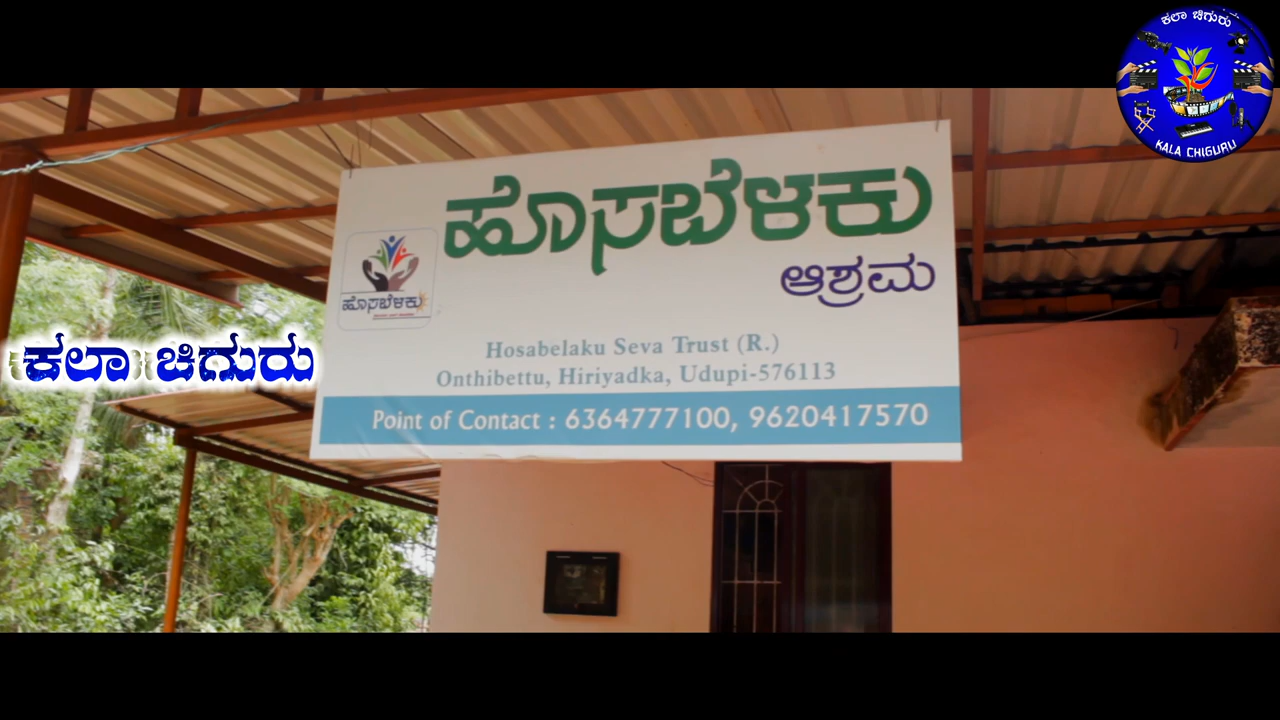 ಕಲಾ ಚಿಗುರು
KALA CHIGURU
ಹೊಸಬೆಳಕು
ಆಶ್ರಮ
ಹೊಸಬೆಳಕು
Hosabelaku Seva Trust (R.)
Onthibettu, Hiriyadka, Udupi-576113
Point of Contact : 6364777100, 9620417570
ಕಲಾ ಚಿಗುರು